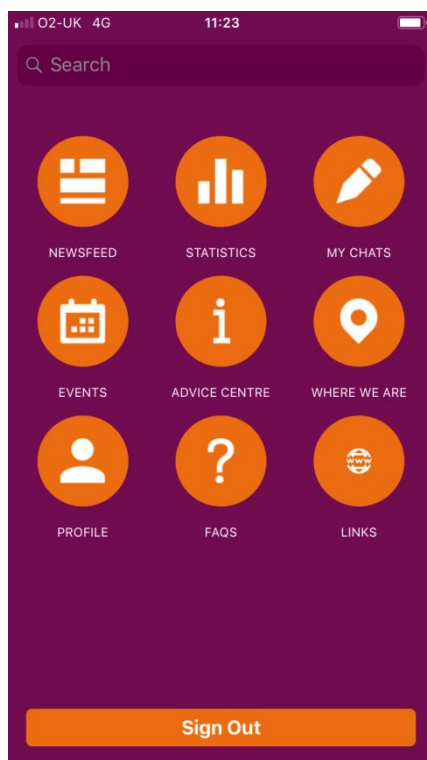 O2-UK 4G 11:23
Search
NEWSFEED STATISTICS MY CHATS
i
EVENTS ADVICE CENTRE WHERE WE ARE
? www
PROFILE FAQS LINKS
Sign Out